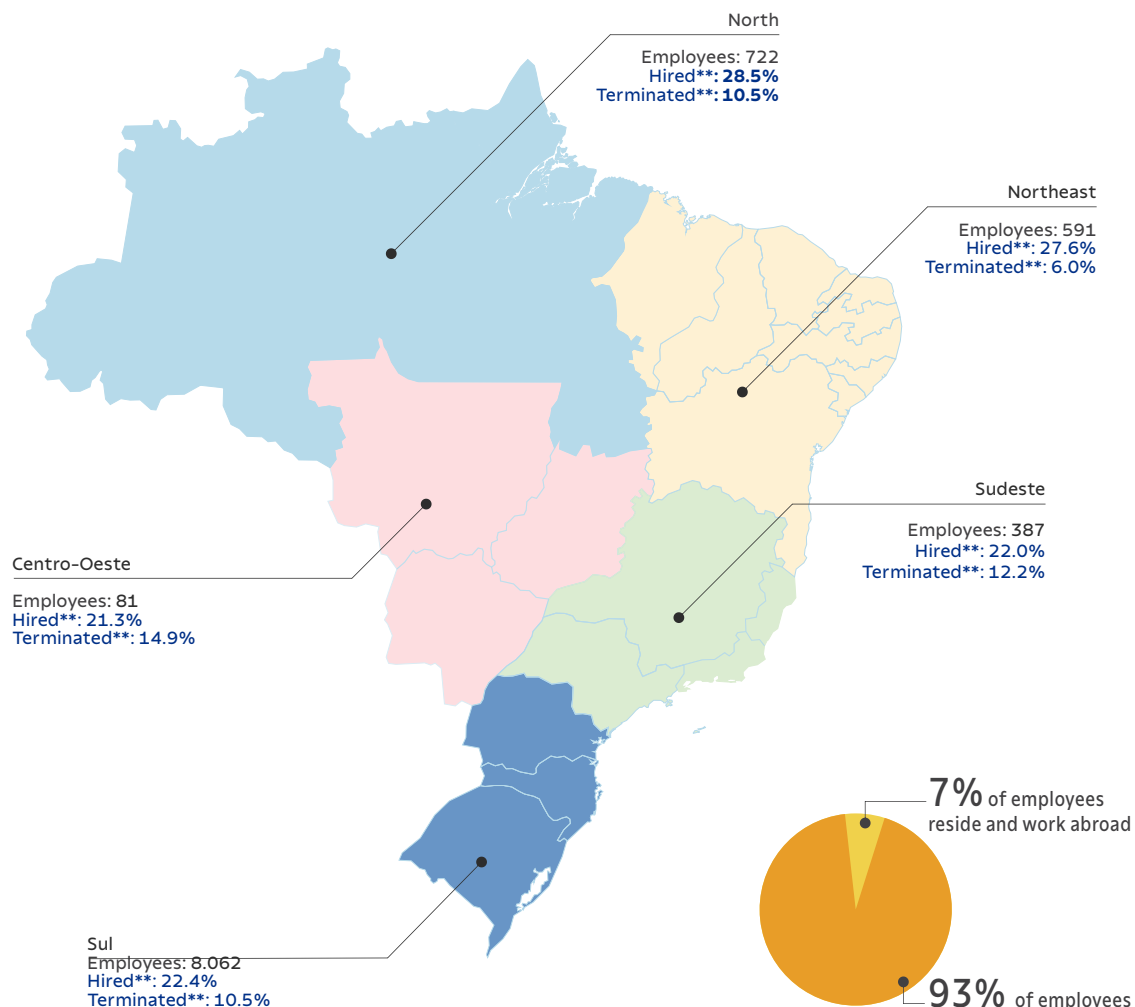 North
Employees: 722
Hired**: 28.5%
Terminated**: 10.5%
Northeast
Employees: 591
Hired**: 27.6%
Terminated**: 6.0%
Sudeste
Employees: 387
Hired**: 22.0%
Terminated**: 12.2%
Centro-Oeste
Employees: 81
Hired**: 21.3%
Terminated**: 14.9%
Sul
Employees: 8.062
Hired**: 22.4%
Terminated**: 10.5%
7% of employees
reside and work abroad
93% of employees